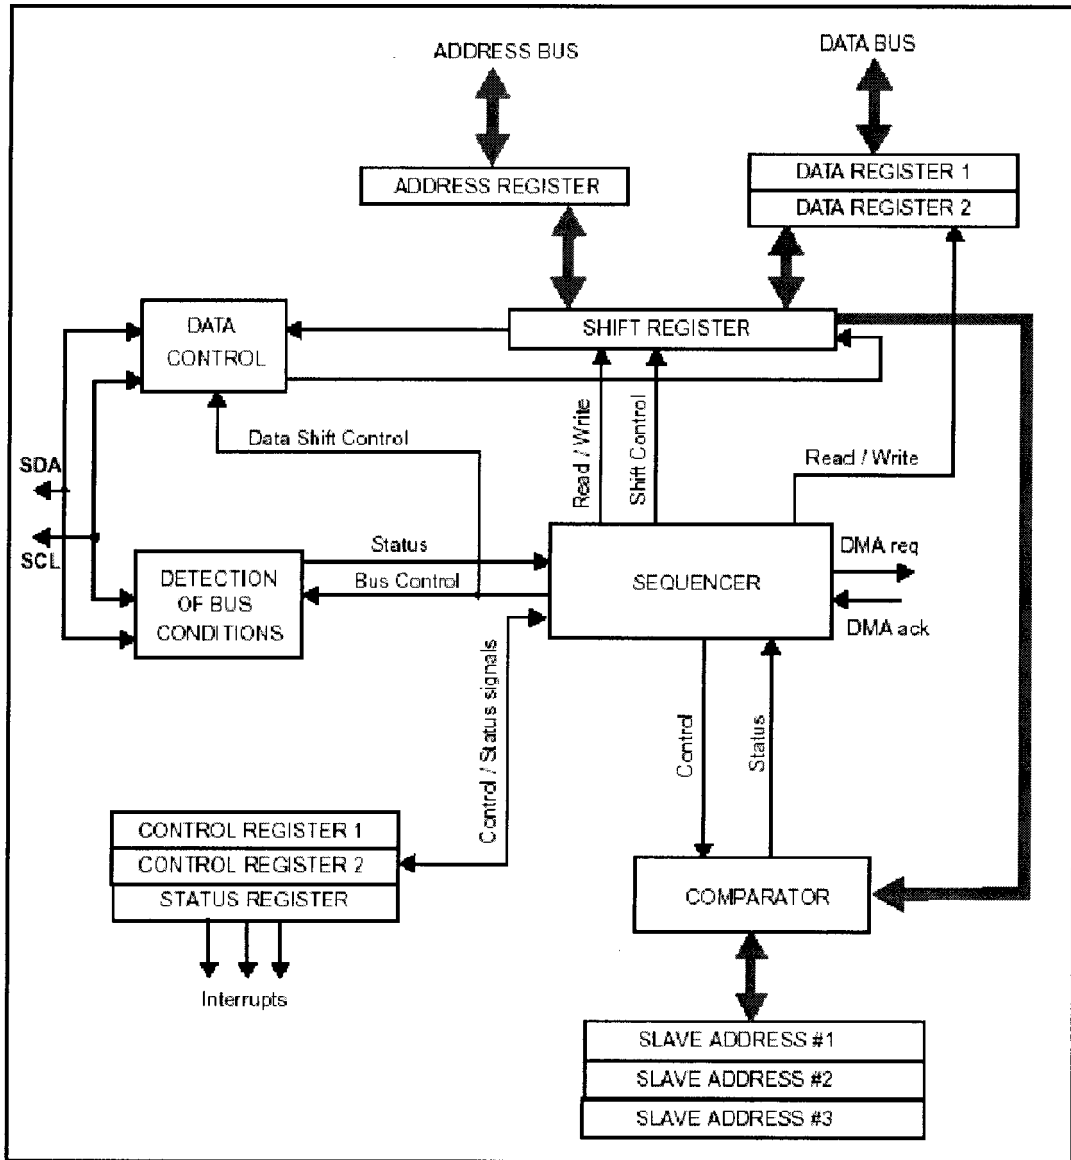 ADDRESS BUS
DATA BUS
ADDRESS REGISTER
DATA REGISTER 1
DATA REGISTER 2
DATA
CONTROL
SHIFT REGISTER
Data Shift Control
Read / Write
Shift Control
Read / Write
SDA
SCL
Status
Bus Control
DETECTION
OF BUS
CONDITIONS
SEQUENCER
DMA req
DMA ack
Control / Status signals
Control
Status
CONTROL REGISTER 1
CONTROL REGISTER 2
STATUS REGISTER
Interrupts
COMPARATOR
SLAVE ADDRESS #1
SLAVE ADDRESS #2
SLAVE ADDRESS #3